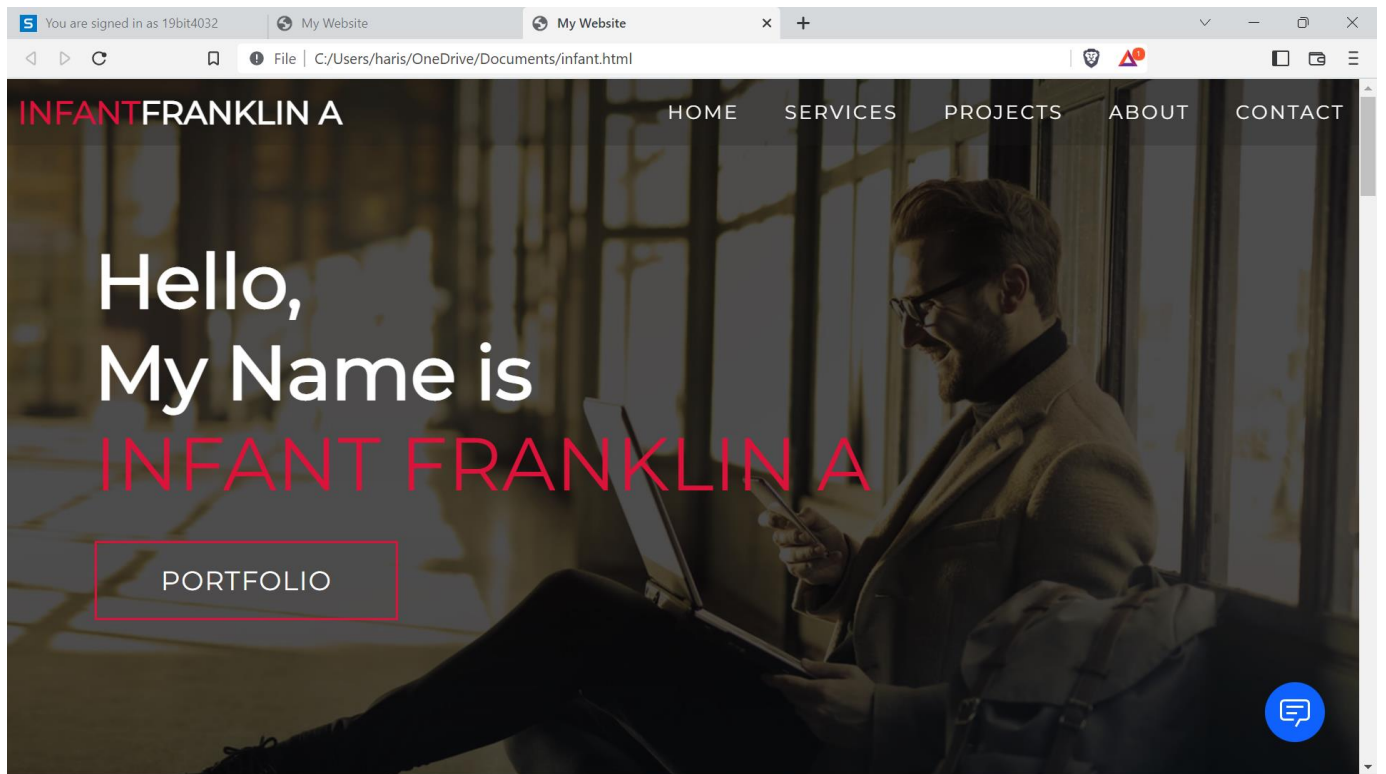 You are signed in as 19bit4032
My Website
My Website
File C:/Users/haris/OneDrive/Documents/infant.html
1
INFANTFRANKLIN A
HOME SERVICES PROJECTS ABOUT CONTACT
Hello,
My Name is
INFANT FRANKLIN A
PORTFOLIO